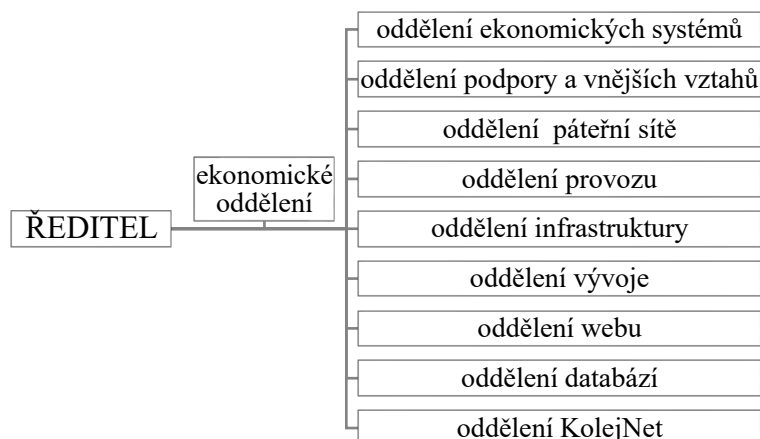 ŘEDITEL
ekonomické
oddělení
oddělení ekonomických systémů
oddělení podpory a vnějších vztahů
oddělení  páteřní sítě
oddělení provozu
oddělení infrastruktury
oddělení vývoje
oddělení webu
oddělení databází
oddělení KolejNet